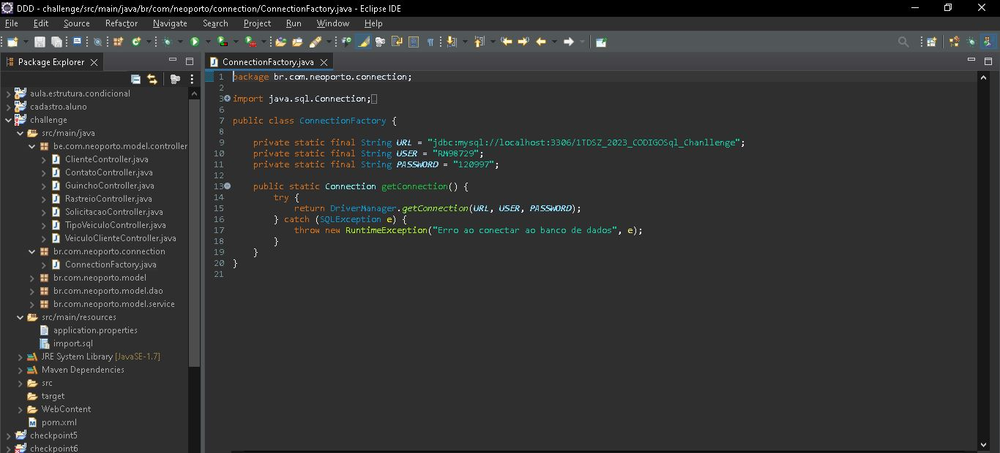 DDD - challenge/src/main/java/br/com/neoporto/connection/ConnectionFactory.java - Eclipse IDE
File Edit Source Refactor Navigate Search Project Run Window Help
Package Explorer
aula.estrutura.condicional
cadastro.aluno
challenge
src/main/java
be.com.neoporto.model.controller
ClienteController.java
ContatoController.java
GuinchoController.java
RastreioController.java
SolicitacaoController.java
TipoVeiculoController.java
VeiculoClienteController.java
br.com.neoporto.connection
ConnectionFactory.java
br.com.neoporto.model
br.com.neoporto.model.dao
br.com.neoporto.model.service
src/main/resources
application.properties
import.sql
JRE System Library [JavaSE-1.7]
Maven Dependencies
src
target
WebContent
pom.xml
checkpoint5
checkpoint6
ConnectionFactory.java
1 package br.com.neoporto.connection;
2
3 import java.sql.Connection;
6
7 public class ConnectionFactory {
8
9 private static final String URL = "jdbc:mysql://localhost:3306/1TDSZ_2023_CODIGOSql_Chanllenge";
10 private static final String USER = "RM98729";
11 private static final String PASSWORD = "120997";
12
13 public static Connection getConnection() {
14 try {
15 return DriverManager.getConnection(URL, USER, PASSWORD);
16 } catch (SQLException e) {
17 throw new RuntimeException("Erro ao conectar ao banco de dados", e);
18 }
19 }
20 }
21